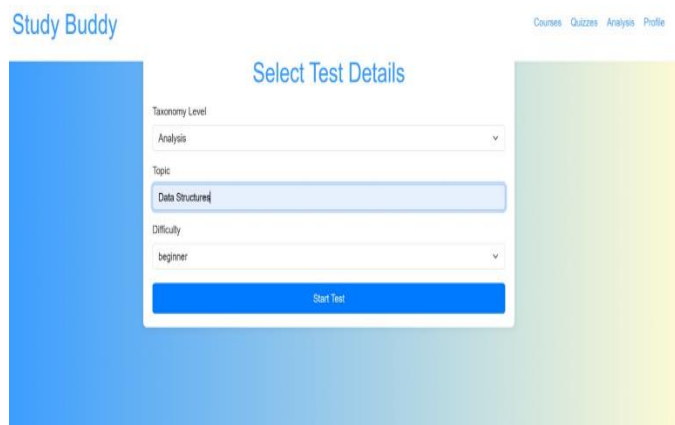 Study Buddy
Courses Quizzes Analysis Profile
Select Test Details
Taxonomy Level
Analysis
Topic
Data Structures
Difficulty
beginner
Start Test